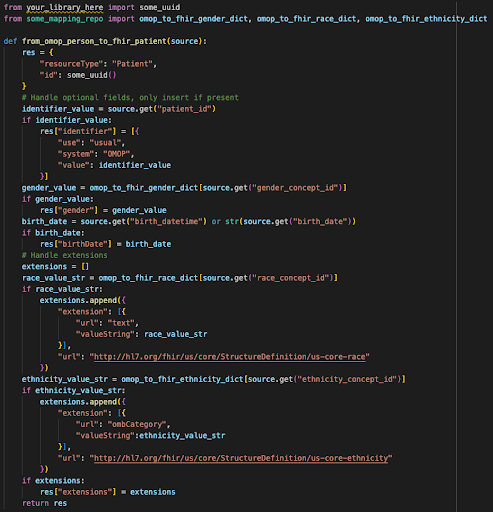 from your_library_here import some_uuid
from some_mapping_repo import omop_to_fhir_gender_dict, omop_to_fhir_race_dict, omop_to_fhir_ethnicity_dict

def from_omop_person_to_fhir_patient(source):
    res = {
        "resourceType": "Patient",
        "id": some_uuid()
    }
    # Handle optional fields, only insert if present
    identifier_value = source.get("patient_id")
    if identifier_value:
        res["identifier"] = [{
            "use": "usual",
            "system": "OMOP",
            "value": identifier_value
        }]
    gender_value = omop_to_fhir_gender_dict[source.get("gender_concept_id")]
    if gender_value:
        res["gender"] = gender_value
    birth_date = source.get("birth_datetime") or str(source.get("birth_date"))
    if birth_date:
        res["birthDate"] = birth_date
    # Handle extensions
    extensions = []
    race_value_str = omop_to_fhir_race_dict[source.get("race_concept_id")]
    if race_value_str:
        extensions.append({
            "extension": [{
                "url": "text",
                "valueString": race_value_str
            }],
            "url": "http://hl7.org/fhir/us/core/StructureDefinition/us-core-race"
        })
    ethnicity_value_str = omop_to_fhir_ethnicity_dict[source.get("ethnicity_concept_id")]
    if ethnicity_value_str:
        extensions.append({
            "extension": [{
                "url": "ombCategory",
                "valueString":ethnicity_value_str
            }],
            "url": "http://hl7.org/fhir/us/core/StructureDefinition/us-core-ethnicity"
        })
    if extensions:
        res["extensions"] = extensions
    return res